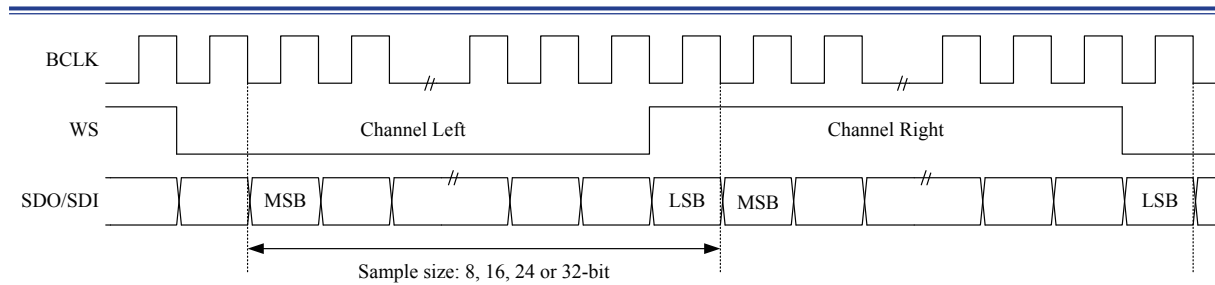 BCLK
WS
Channel Left
Channel Right
SDO/SDI
MSB
LSB
MSB
LSB
Sample size: 8, 16, 24 or 32-bit